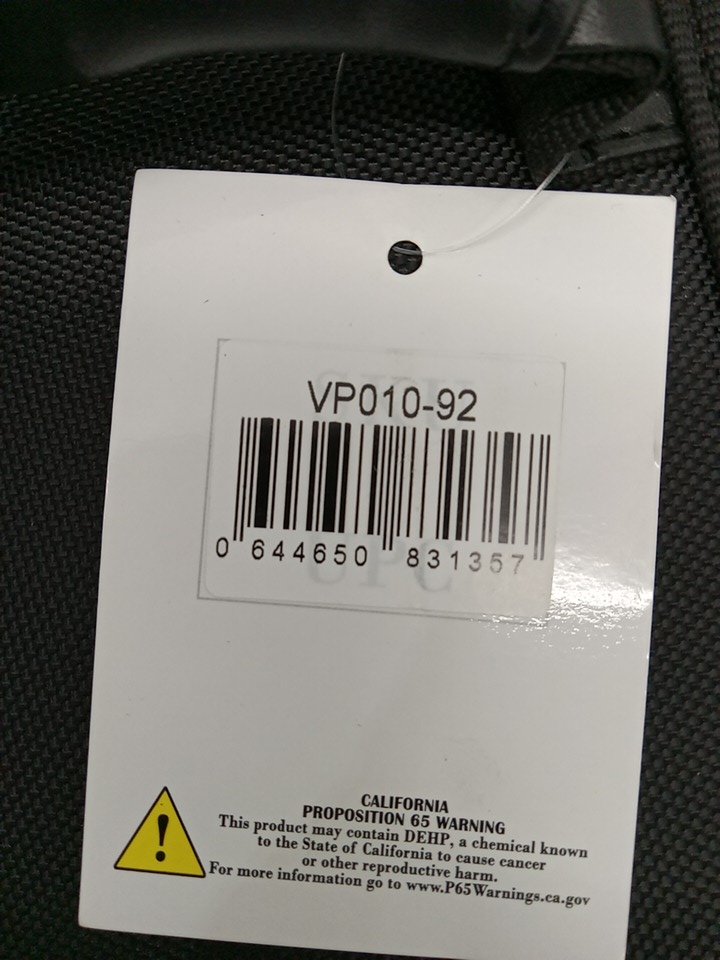 VP010-92
0 644650 831357
CALIFORNIA
PROPOSITION 65 WARNING
This product may contain DEHP, a chemical known
to the State of California to cause cancer
or other reproductive harm.
For more information go to www.P65Warnings.ca.gov